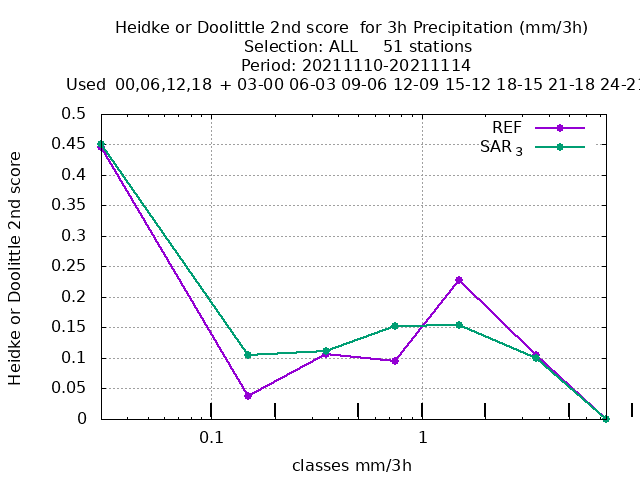 Heidke or Doolittle 2nd score  for 3h Precipitation (mm/3h)
Selection: ALL     51 stations
Period: 20211110-20211114
Used  00,06,12,18  + 03-00 06-03 09-06 12-09 15-12 18-15 21-18 24-21
0.5
0.45
0.4
0.35
0.3
0.25
0.2
0.15
0.1
0.05
0
Heidke or Doolittle 2nd score
REF
SAR 3
0.1
1
classes mm/3h